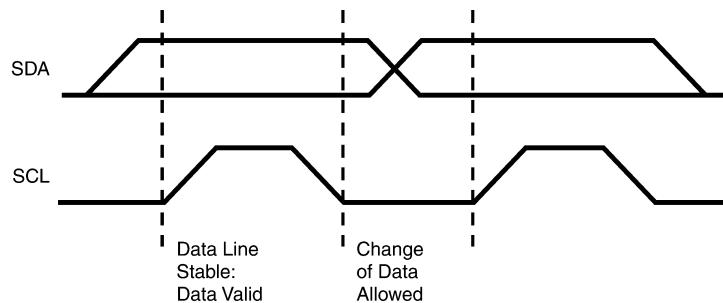 SDA
SCL
Data Line
Stable:
Data Valid
Change
of Data
Allowed